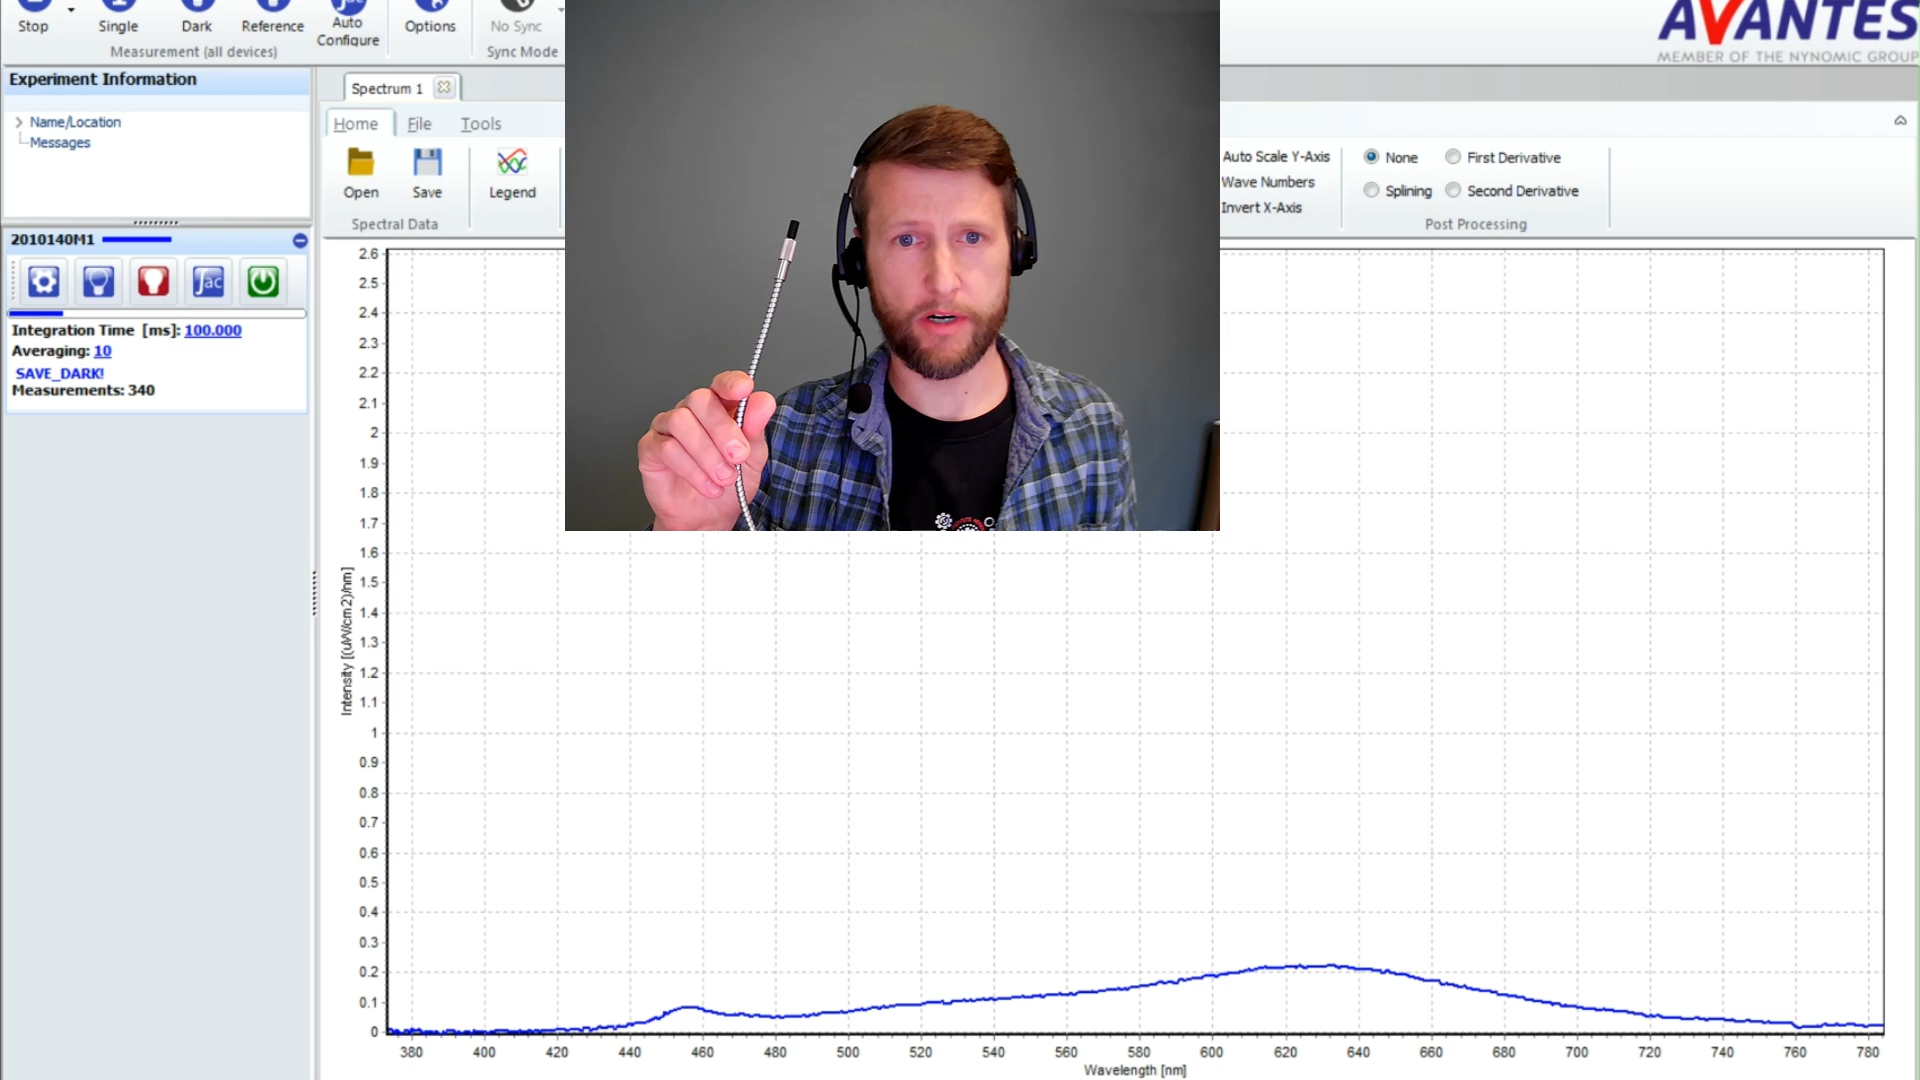 Stop
Single
Dark
Reference
Auto
Configure
Options
No Sync
Measurement (all devices)
Sync Mode
AVANTES
MEMBER OF THE NYNOMIC GROUP
Experiment Information
Name/Location
Messages
Spectrum 1
Home File Tools
Open
Save
Legend
Spectral Data
Auto Scale Y-Axis
Wave Numbers
Invert X-Axis
None
First Derivative
Splining
Second Derivative
Post Processing
2010140M1
Jac
Integration Time [ms]: 100.000
Averaging: 10
SAVE_DARK!
Measurements: 340
2.6
2.5
2.4
2.3
2.2
2.1
2
1.9
1.8
1.7
1.6
1.5
1.4
1.3
1.2
1.1
1
0.9
0.8
0.7
0.6
0.5
0.4
0.3
0.2
0.1
0
Intensity [(uW/cm2)/nm]
380 400 420 440 460 480 500 520 540 560 580 600 620 640 660 680 700 720 740 760 780
Wavelength [nm]